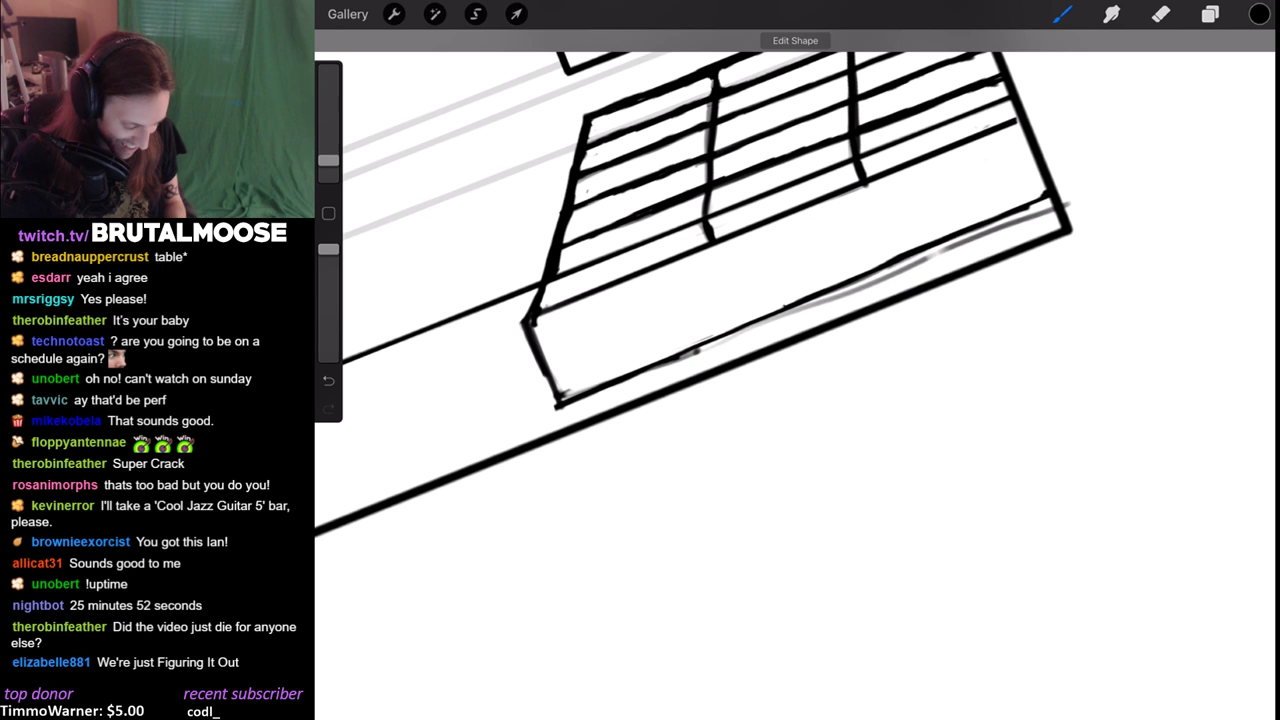 Gallery
Edit Shape
twitch.tv/BRUTALMOOSE
breadnauppercrust table*
esdarr yeah i agree
mrsriggsy Yes please!
therobinfeather It's your baby
technotoast ? are you going to be on a
schedule again?
unobert oh no! can't watch on sunday
tavvic ay that'd be perf
mikekobela That sounds good.
floppyantennae
therobinfeather Super Crack
rosanimorphs thats too bad but you do you!
kevinerror I'll take a 'Cool Jazz Guitar 5' bar,
please.
brownieexorcist You got this Ian!
allicat31 Sounds good to me
unobert !uptime
nightbot 25 minutes 52 seconds
therobinfeather Did the video just die for anyone
else?
elizabelle881 We're just Figuring It Out
top donor recent subscriber
TimmoWarner: $5.00 codl_